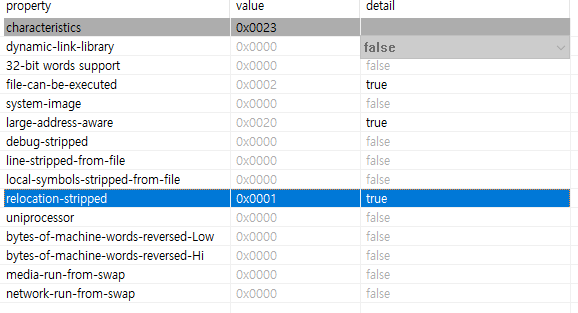 property value detail
characteristics 0x0023
dynamic-link-library 0x0000 false
32-bit words support 0x0000 false
file-can-be-executed 0x0002 true
system-image 0x0000 false
large-address-aware 0x0020 true
debug-stripped 0x0000 false
line-stripped-from-file 0x0000 false
local-symbols-stripped-from-file 0x0000 false
relocation-stripped 0x0001 true
uniprocessor 0x0000 false
bytes-of-machine-words-reversed-Low 0x0000 false
bytes-of-machine-words-reversed-Hi 0x0000 false
media-run-from-swap 0x0000 false
network-run-from-swap 0x0000 false